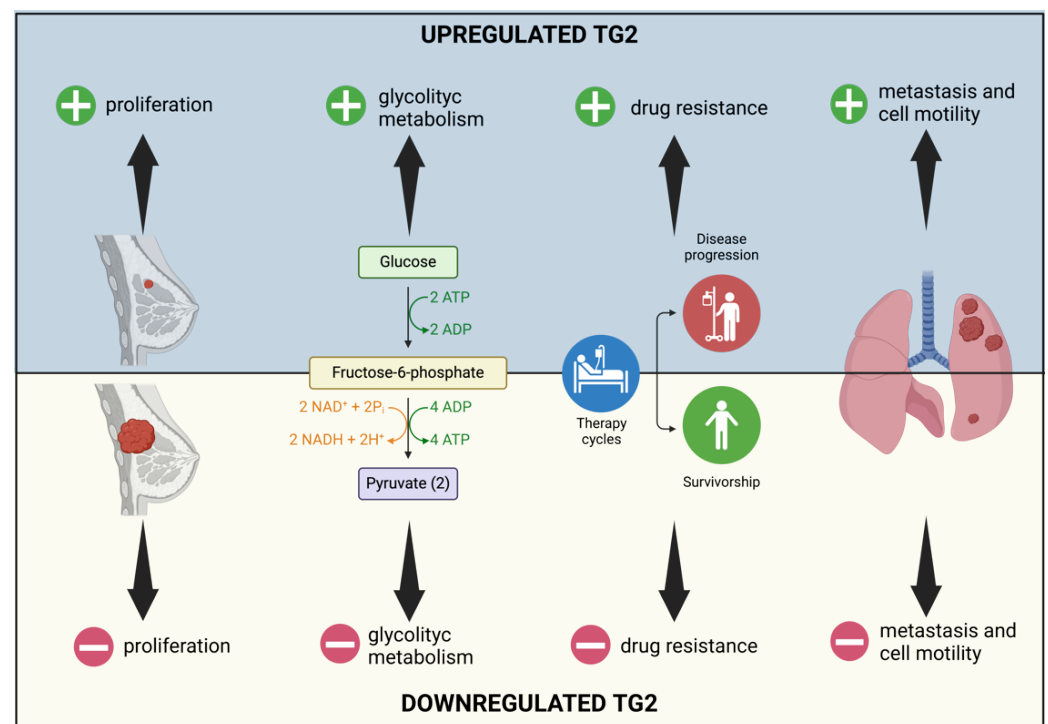 UPREGULATED TG2
proliferation
glycolityc
metabolism
drug resistance
metastasis and
cell motility
Glucose
2 ATP
2 ADP
Fructose-6-phosphate
2 NAD⁺ + 2Pᵢ
4 ADP
2 NADH + 2H⁺
4 ATP
Pyruvate (2)
Disease
progression
Therapy
cycles
Survivorship
proliferation
glycolityc
metabolism
drug resistance
metastasis and
cell motility
DOWNREGULATED TG2